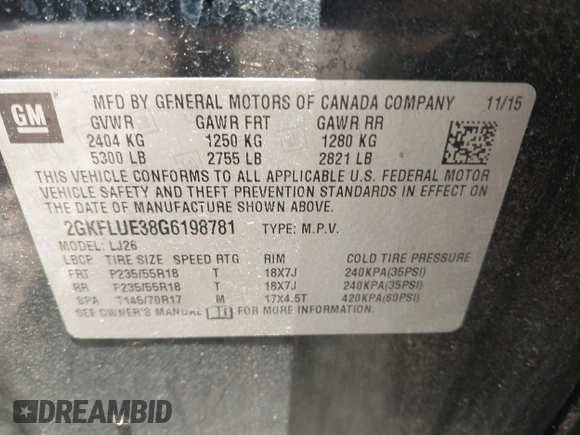 GM
MFD BY GENERAL MOTORS OF CANADA COMPANY 11/15
GVWR GAWR FRT GAWR RR
2404 KG 1250 KG 1280 KG
5300 LB 2755 LB 2821 LB
THIS VEHICLE CONFORMS TO ALL APPLICABLE U.S. FEDERAL MOTOR
VEHICLE SAFETY AND THEFT PREVENTION STANDARDS IN EFFECT ON
THE DATE OF MANUFACTURE SHOWN ABOVE.
2GKFLUE38G6198781 TYPE: M.P.V.
MODEL: LJ26
LBCP TIRE SIZE SPEED RTG RIM COLD TIRE PRESSURE
FRT P235/55R18 T 18X7J 240KPA(35PSI)
RR P235/55R18 T 18X7J 240KPA(35PSI)
SPA T145/70R17 M 17X4.5T 420KPA(60PSI)
SEE OWNER'S MANUAL FOR MORE INFORMATION.
DREAMBID